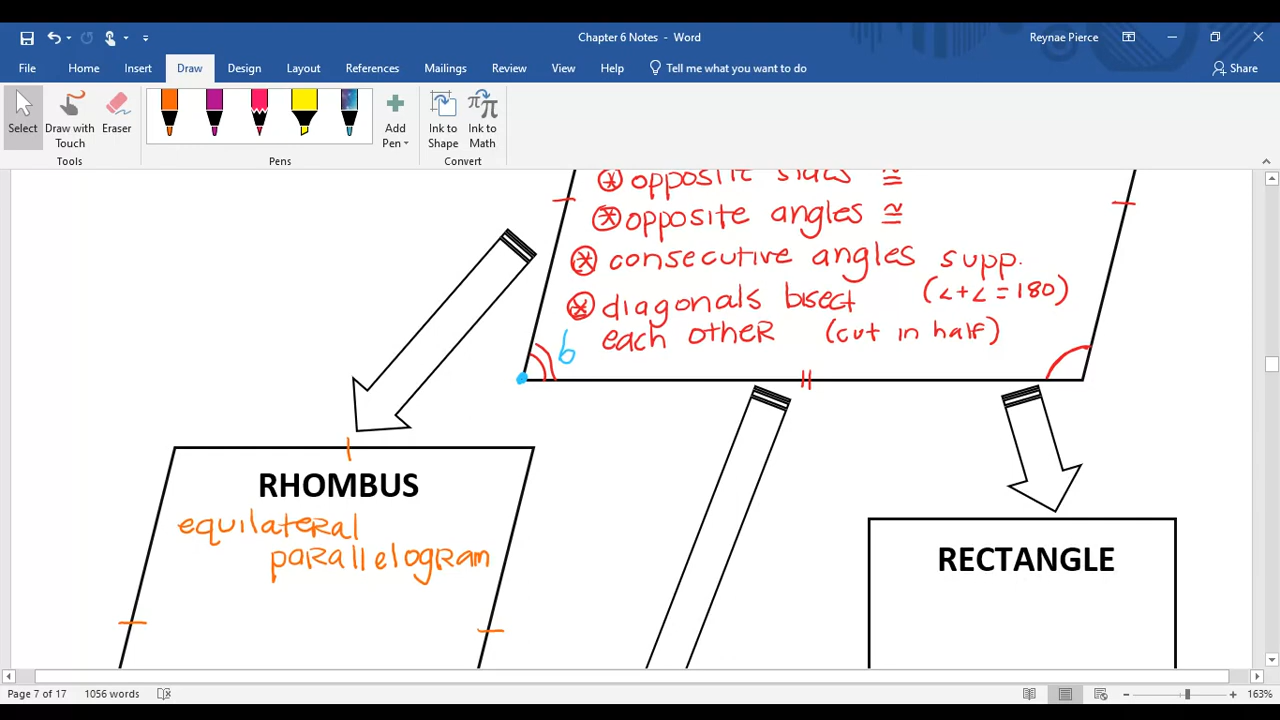 Chapter 6 Notes - Word
Reynae Pierce
File Home Insert Draw Design Layout References Mailings Review View Help Tell me what you want to do Share
Select Draw with Touch Eraser Add Pen Ink to Shape Ink to Math
Tools Pens Convert
opposite sides ≅
opposite angles ≅
consecutive angles supp.
diagonals bisect (∠+∠=180)
each other (cut in half)
6
RHOMBUS
equilateral
parallelogram
RECTANGLE
Page 7 of 17 1056 words 163%